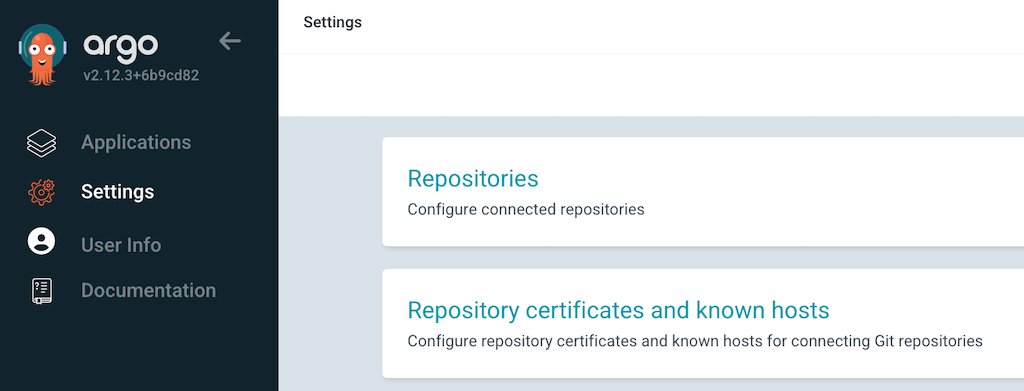 argo
v2.12.3+6b9cd82
Applications
Settings
User Info
Documentation
Settings
Repositories
Configure connected repositories
Repository certificates and known hosts
Configure repository certificates and known hosts for connecting Git repositories